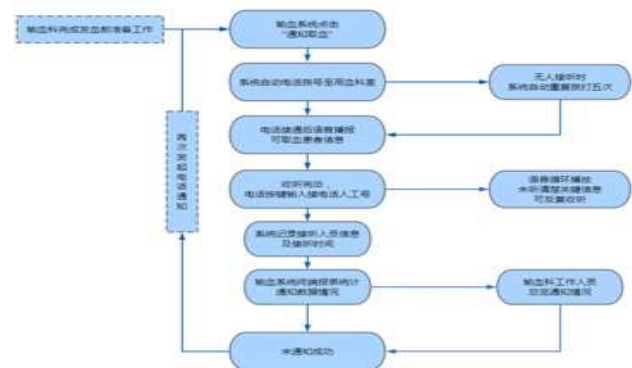 输血科完成发血前准备工作
输血系统点击
“通知取血”
系统自动电话拨号至用血科室
无人接听时
系统自动重复拨打五次
电话接通后语音播报
可取血患者信息
再次发起电话通知
收听完毕，
电话按键输入接电话人工号
语音循环播放
未听清楚关键信息
可反复收听
系统记录接听人员信息
及接听时间
输血系统终端报表统计
通知数据情况
输血科工作人员
总览通知情况
未通知成功